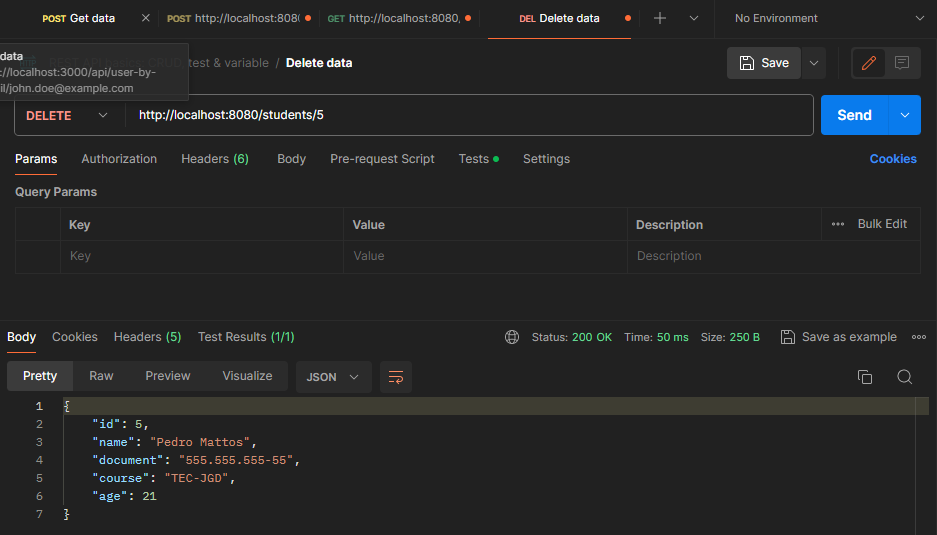 POST Get data
POST http://localhost:8080
GET http://localhost:8080,
DEL Delete data
No Environment
data
://localhost:3000/api/user-by-
il/john.doe@example.com
test & variable / Delete data
Save
DELETE
http://localhost:8080/students/5
Send
Params Authorization Headers (6) Body Pre-request Script Tests Settings Cookies
Query Params
Key Value Description ••• Bulk Edit
Key Value Description
Body Cookies Headers (5) Test Results (1/1) Status: 200 OK Time: 50 ms Size: 250 B Save as example
Pretty Raw Preview Visualize JSON
1 {
2 "id": 5,
3 "name": "Pedro Mattos",
4 "document": "555.555.555-55",
5 "course": "TEC-JGD",
6 "age": 21
7 }